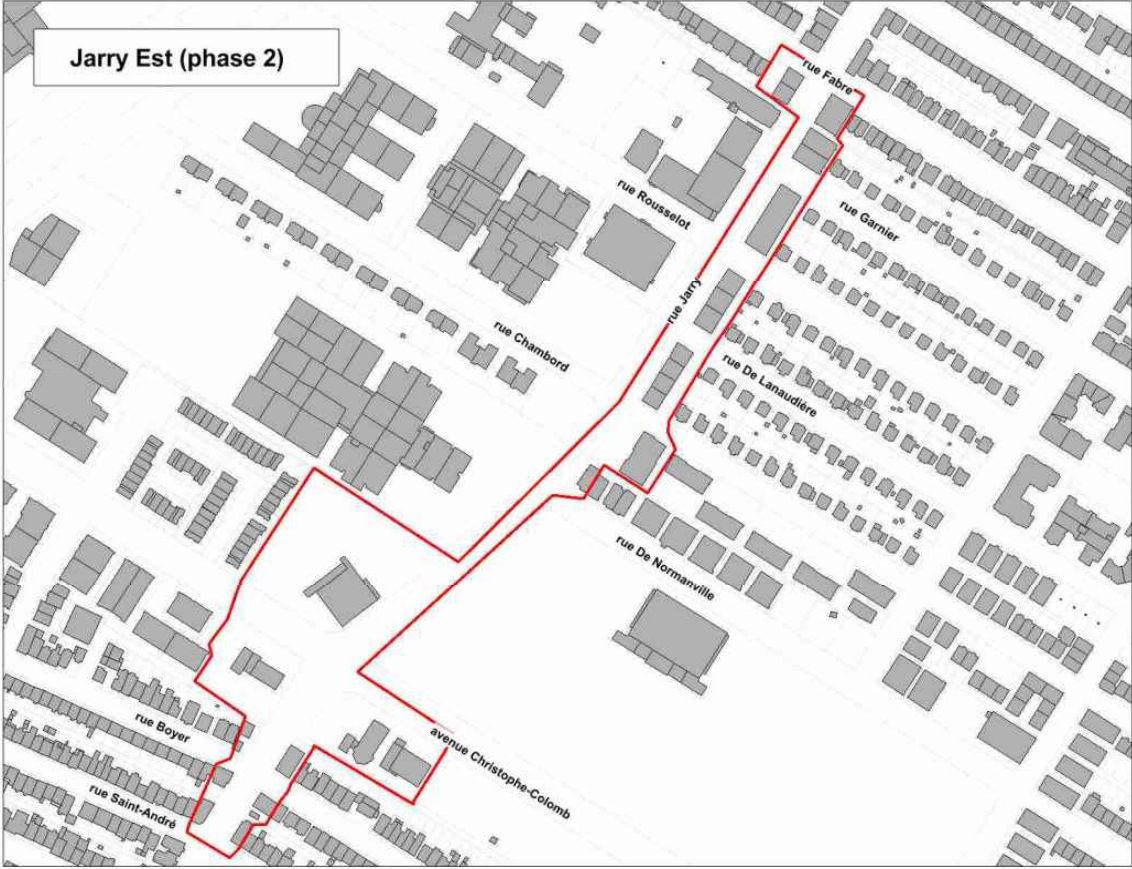 Jarry Est (phase 2)
rue Fabre
rue Rousselot
rue Garnier
rue Jarry
rue Chambord
rue De Lanaudière
rue De Normanville
rue Boyer
avenue Christophe-Colomb
rue Saint-André